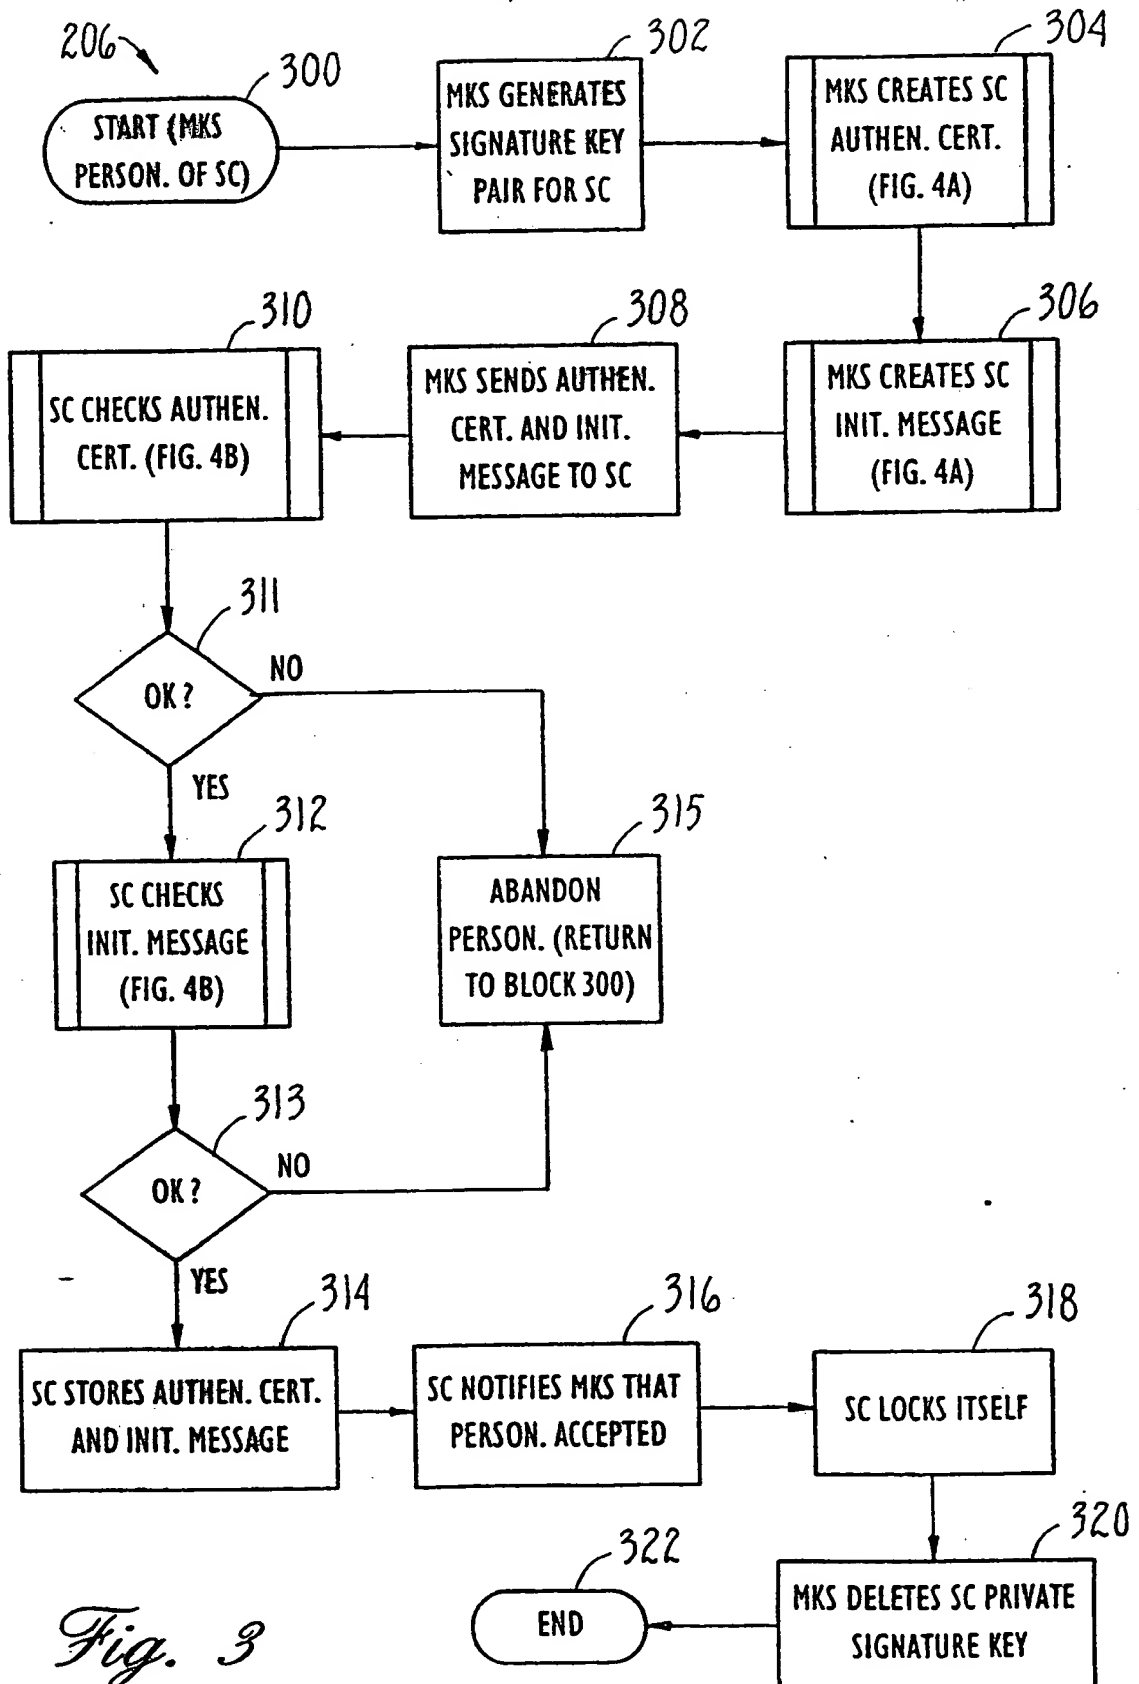 206
300
START (MKS
PERSON. OF SC)
302
MKS GENERATES
SIGNATURE KEY
PAIR FOR SC
304
MKS CREATES SC
AUTHEN. CERT.
(FIG. 4A)
306
MKS CREATES SC
INIT. MESSAGE
(FIG. 4A)
308
MKS SENDS AUTHEN.
CERT. AND INIT.
MESSAGE TO SC
310
SC CHECKS AUTHEN.
CERT. (FIG. 4B)
311
OK?
NO
YES
312
SC CHECKS
INIT. MESSAGE
(FIG. 4B)
315
ABANDON
PERSON. (RETURN
TO BLOCK 300)
313
OK?
NO
YES
314
SC STORES AUTHEN. CERT.
AND INIT. MESSAGE
316
SC NOTIFIES MKS THAT
PERSON. ACCEPTED
318
SC LOCKS ITSELF
320
MKS DELETES SC PRIVATE
SIGNATURE KEY
322
END
Fig. 3